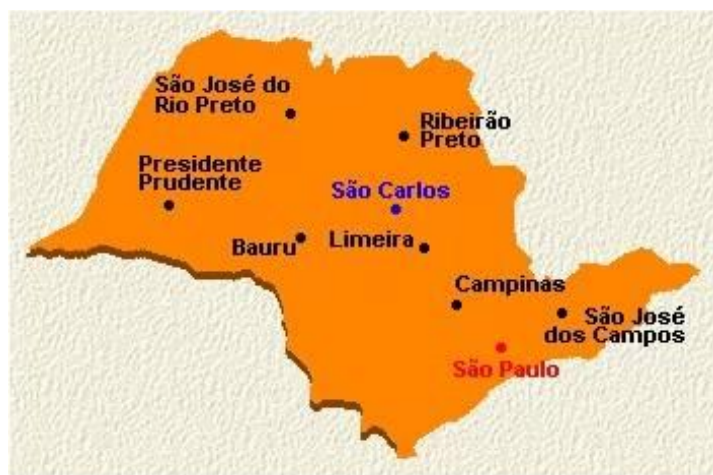 São José do
Rio Preto
Ribeirão
Preto
Presidente
Prudente
São Carlos
Bauru
Limeira
Campinas
São José
dos Campos
São Paulo